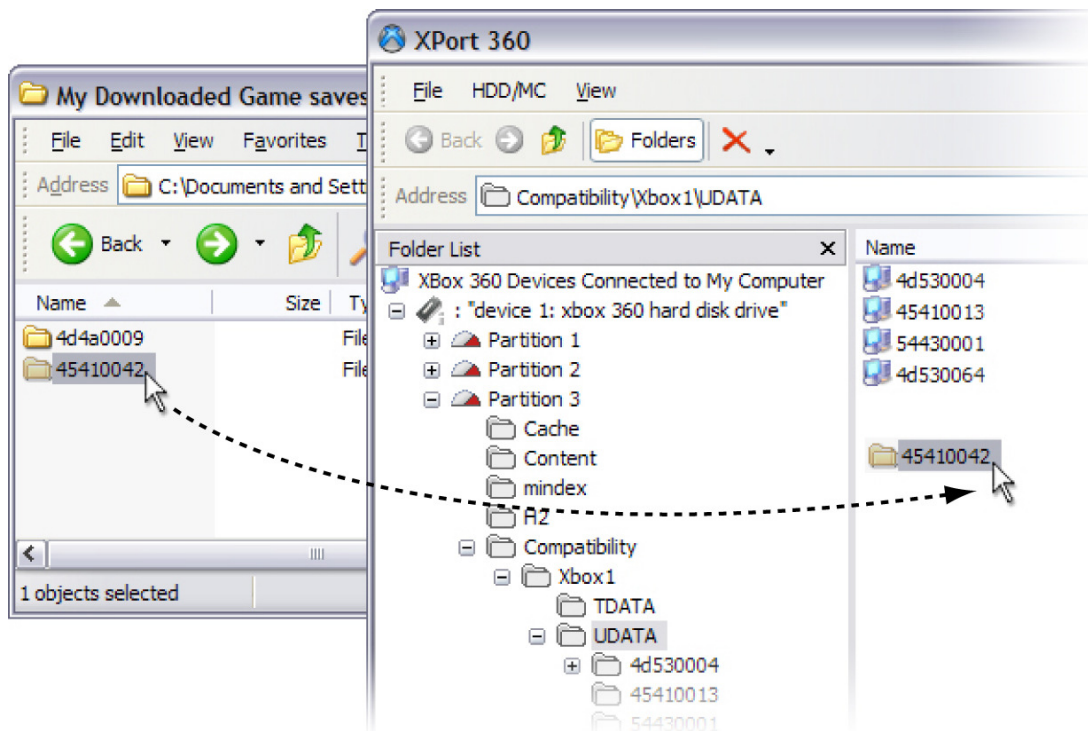 My Downloaded Game saves
File Edit View Favorites T
Address C:\Documents and Sett
Back
Name Size Ty
4d4a0009 File
45410042 File
1 objects selected
XPort 360
File HDD/MC View
Back Folders
Address Compatibility\Xbox1\UDATA
Folder List
XBox 360 Devices Connected to My Computer
: "device 1: xbox 360 hard disk drive"
Partition 1
Partition 2
Partition 3
Cache
Content
mindex
Compatibility
Xbox1
TDATA
UDATA
4d530004
45410013
54430001
Name
4d530004
45410013
54430001
4d530064
45410042